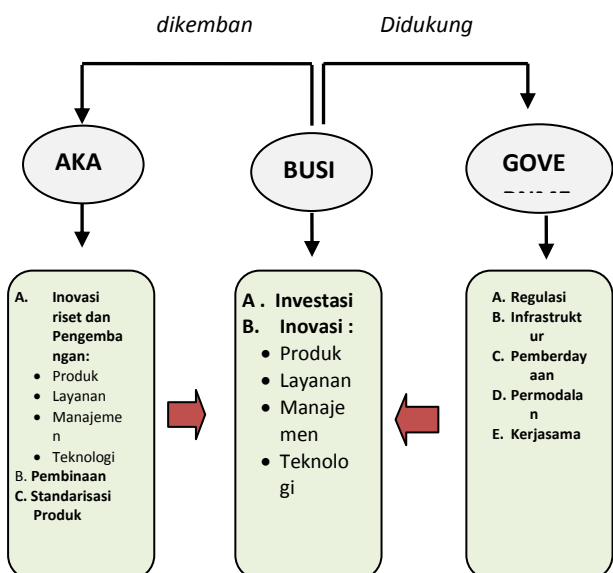 dikemban
Didukung
AKA
BUSI
GOVE
A. Inovasi
riset dan
Pengemba
ngan:
• Produk
• Layanan
• Manajeme
n
• Teknologi
B. Pembinaan
C. Standarisasi
Produk
A . Investasi
B. Inovasi :
• Produk
• Layanan
• Manaje
men
• Teknolo
gi
A. Regulasi
B. Infrastrukt
ur
C. Pemberday
aan
D. Permodala
n
E. Kerjasama